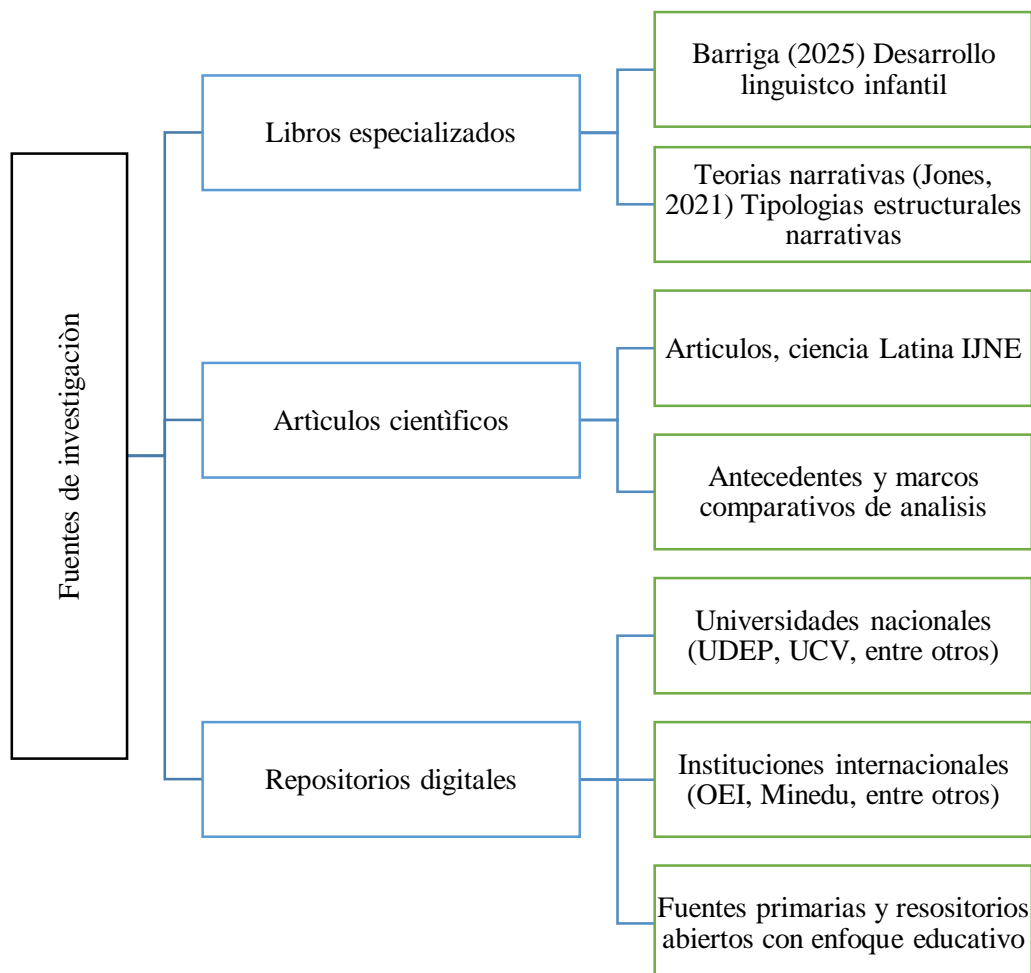 Fuentes de investigaciòn
Libros especializados
Barriga (2025) Desarrollo
linguistco infantil
Teorias narrativas (Jones,
2021) Tipologias estructurales
narrativas
Artìculos cientìficos
Articulos, ciencia Latina IJNE
Antecedentes y marcos
comparativos de analisis
Repositorios digitales
Universidades nacionales
(UDEP, UCV, entre otros)
Instituciones internacionales
(OEI, Minedu, entre otros)
Fuentes primarias y resositorios
abiertos con enfoque educativo